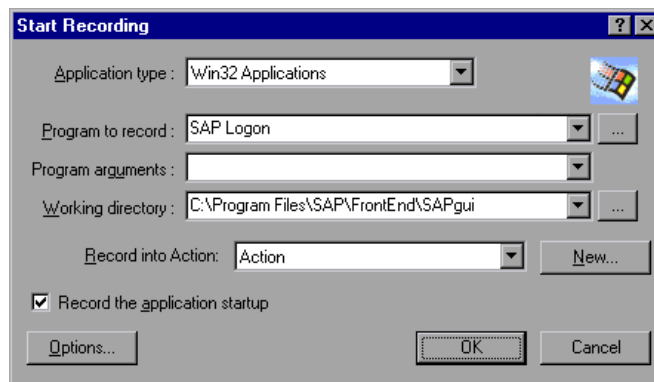 Start Recording
Application type : Win32 Applications
Program to record : SAP Logon ...
Program arguments :
Working directory : C:\Program Files\SAP\FrontEnd\SAPgui ...
Record into Action: Action New...
Record the application startup
Options... OK Cancel